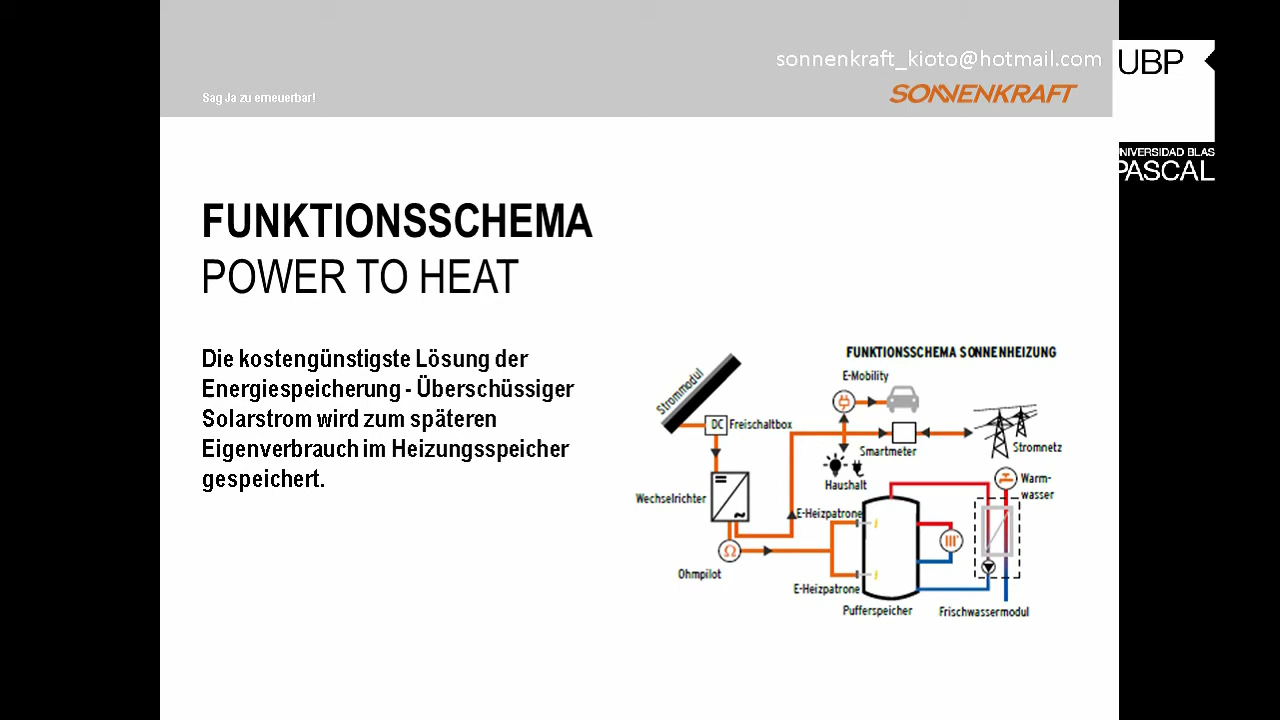 sonnenkraft_kioto@hotmail.com
UBP
Sag Ja zu erneuerbar!
SONNENKRAFT
NIVERSIDAD BLAS
PASCAL
FUNKTIONSSCHEMA
POWER TO HEAT
Die kostengünstigste Lösung der
Energiespeicherung - Überschüssiger
Solarstrom wird zum späteren
Eigenverbrauch im Heizungsspeicher
gespeichert.
FUNKTIONSSCHEMA SONNENHEIZUNG
E-Mobility
Strommodul
DC
Freischaltbox
Smartmeter
Stromnetz
Haushalt
Warm-
wasser
Wechselrichter
E-Heizpatrone
Ω
Ohmpilot
E-Heizpatrone
Pufferspeicher
Frischwassermodul